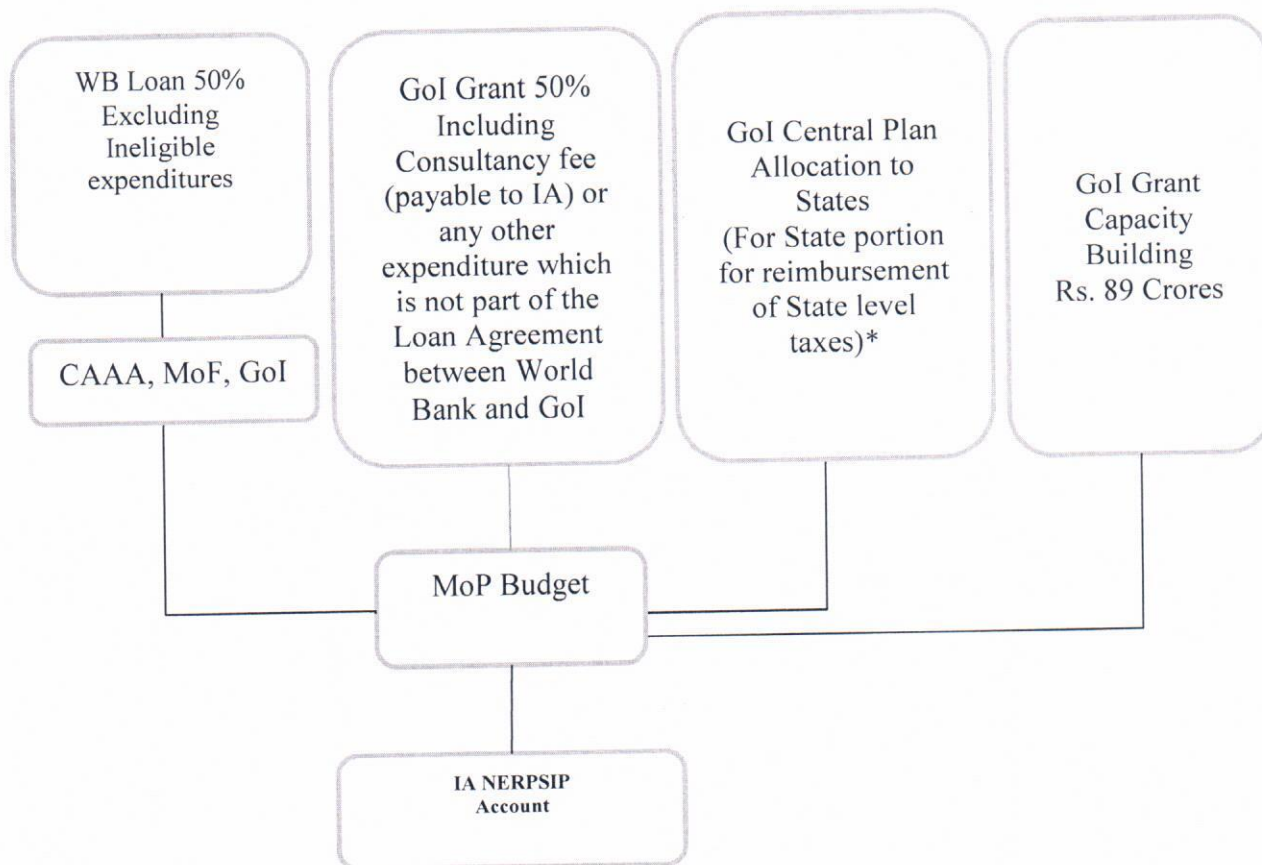 WB Loan 50%
Excluding
Ineligible
expenditures
CAAA, MoF, GoI
GoI Grant 50%
Including
Consultancy fee
(payable to IA) or
any other
expenditure which
is not part of the
Loan Agreement
between World
Bank and GoI
GoI Central Plan
Allocation to
States
(For State portion
for reimbursement
of State level
taxes)*
GoI Grant
Capacity
Building
Rs. 89 Crores
MoP Budget
IA NERPSIP
Account